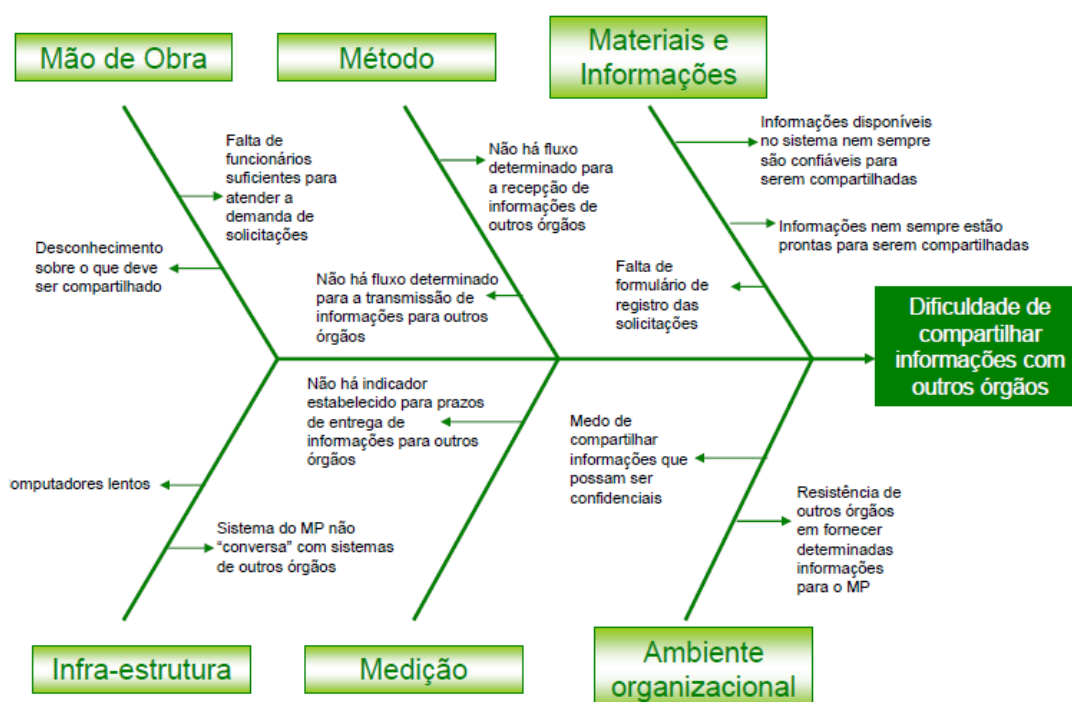 Mão de Obra
Método
Materiais e
Informações
Falta de
funcionários
suficientes para
atender a
demanda de
solicitações
Desconhecimento
sobre o que deve
ser compartilhado
Não há fluxo
determinado para
a recepção de
informações de
outros órgãos
Não há fluxo determinado
para a transmissão de
informações para outros
órgãos
Informações disponíveis
no sistema nem sempre
são confiáveis para
serem compartilhadas
Informações nem sempre estão
prontas para serem compartilhadas
Falta de
formulário de
registro das
solicitações
Dificuldade de
compartilhar
informações com
outros órgãos
Não há indicador
estabelecido para prazos
de entrega de
informações para outros
órgãos
omputadores lentos
Sistema do MP não
“conversa” com sistemas
de outros órgãos
Medo de
compartilhar
informações que
possam ser
confidenciais
Resistência de
outros órgãos
em fornecer
determinadas
informações
para o MP
Infra-estrutura
Medição
Ambiente
organizacional